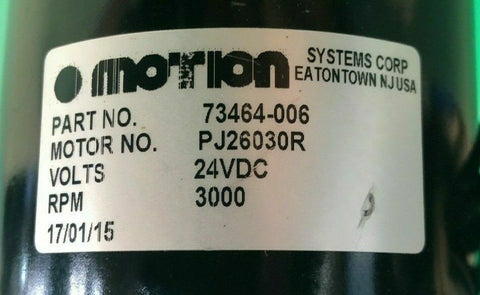 motion SYSTEMS CORP
EATONTOWN NJ USA
PART NO. 73464-006
MOTOR NO. PJ26030R
VOLTS 24VDC
RPM 3000
17/01/15